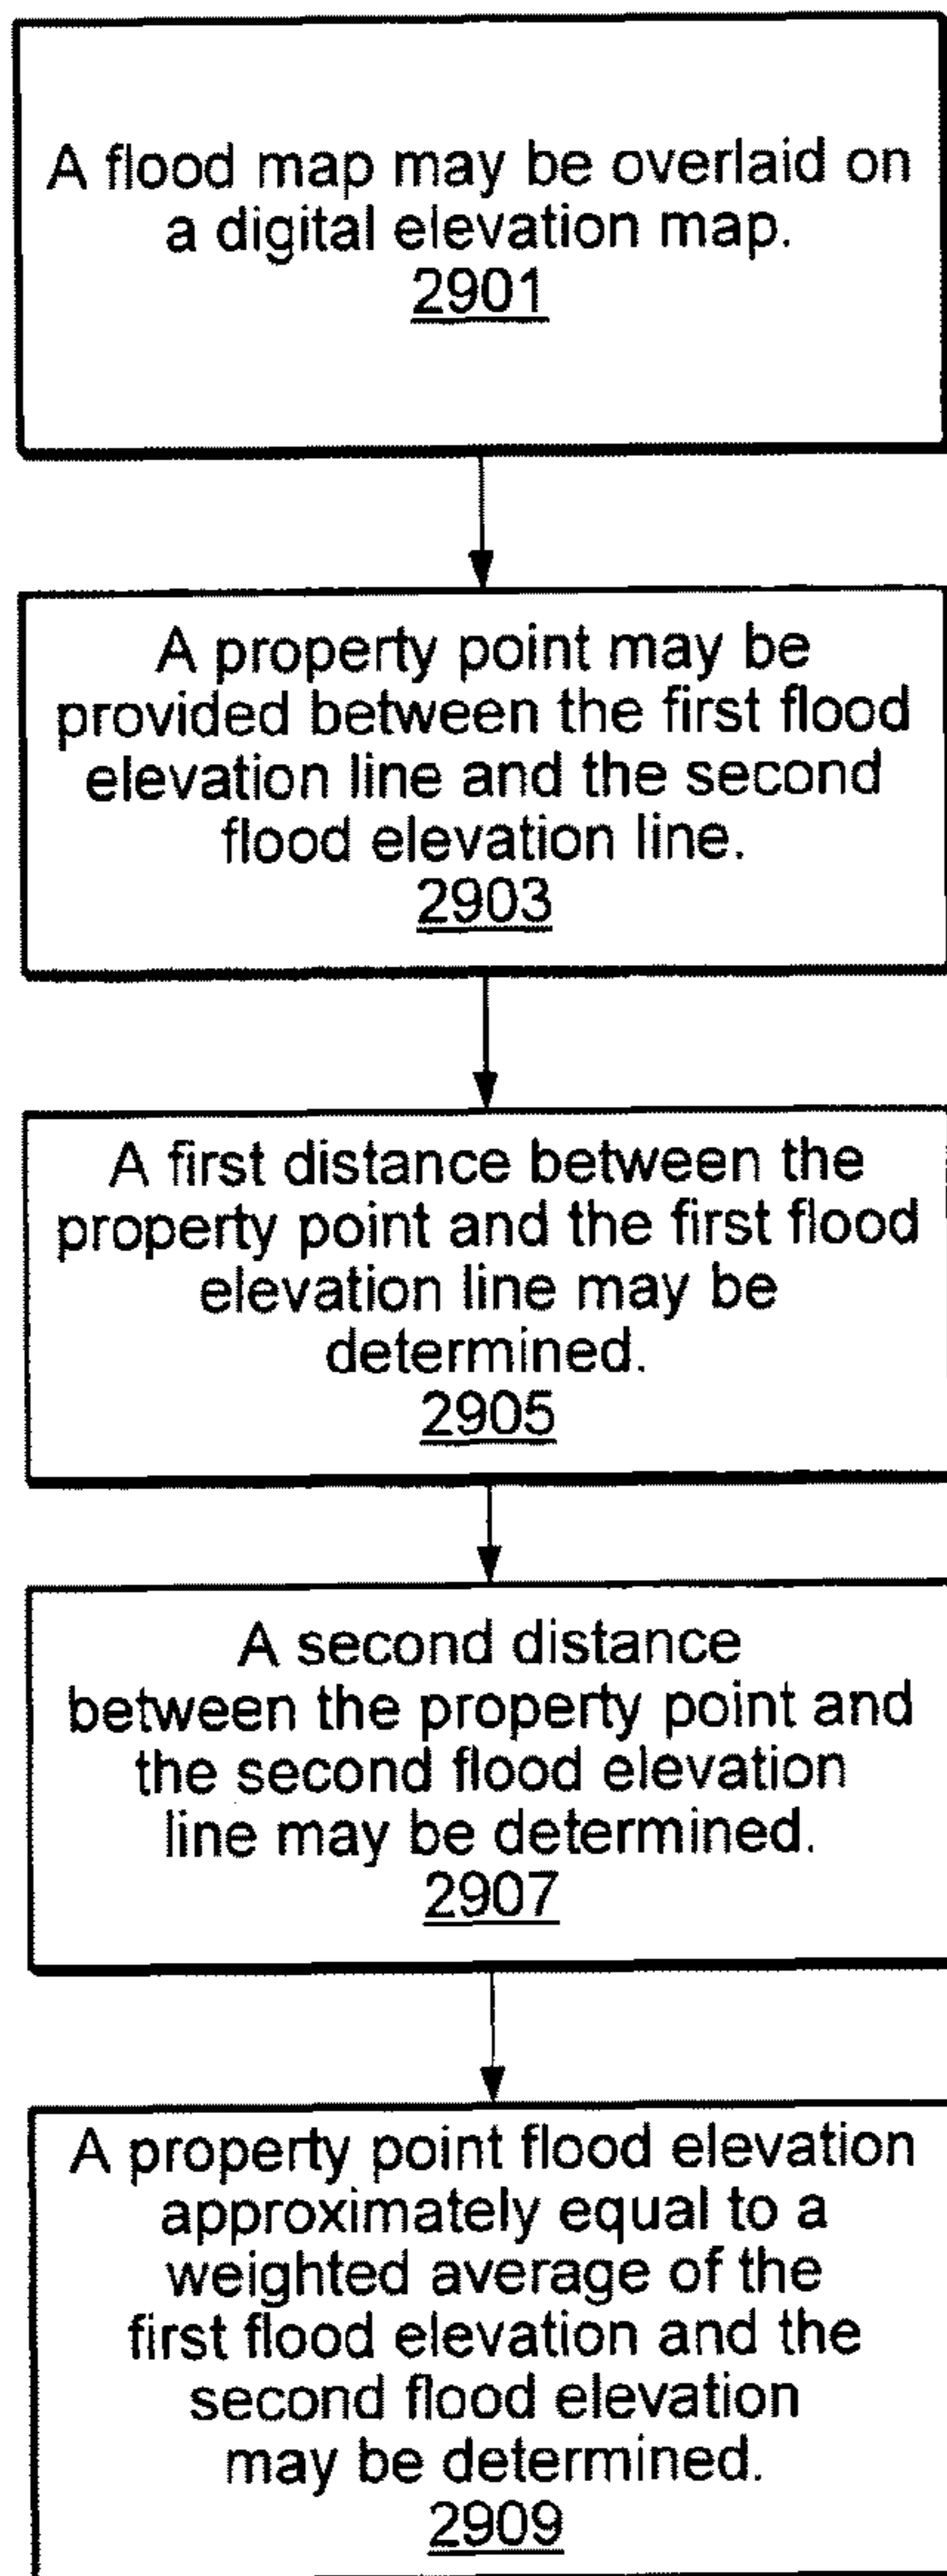 A flood map may be overlaid on
a digital elevation map.
2901
A property point may be
provided between the first flood
elevation line and the second
flood elevation line.
2903
A first distance between the
property point and the first flood
elevation line may be
determined.
2905
A second distance
between the property point and
the second flood elevation
line may be determined.
2907
A property point flood elevation
approximately equal to a
weighted average of the
first flood elevation and the
second flood elevation
may be determined.
2909